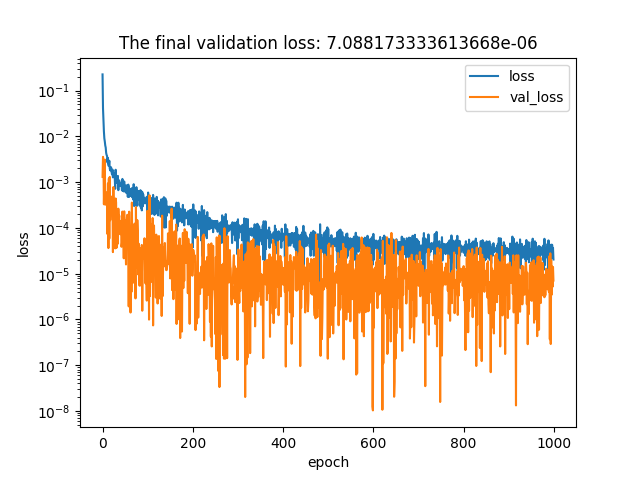 The final validation loss: 7.088173333613668e-06
loss
val_loss
10⁻¹
10⁻²
10⁻³
10⁻⁴
10⁻⁵
10⁻⁶
10⁻⁷
10⁻⁸
loss
0 200 400 600 800 1000
epoch